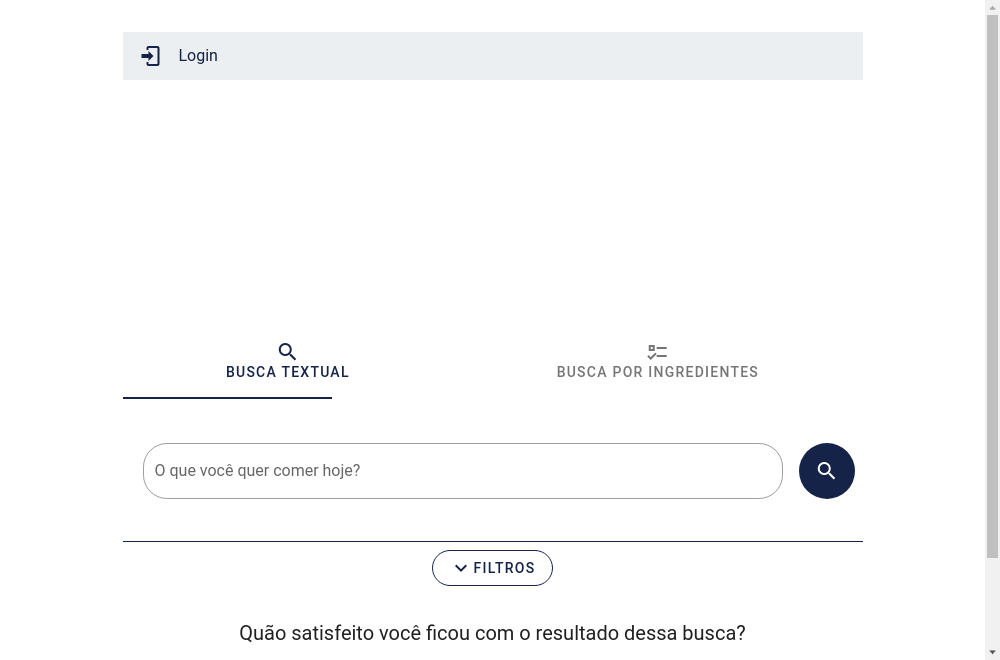 Login
BUSCA TEXTUAL
BUSCA POR INGREDIENTES
O que você quer comer hoje?
FILTROS
Quão satisfeito você ficou com o resultado dessa busca?